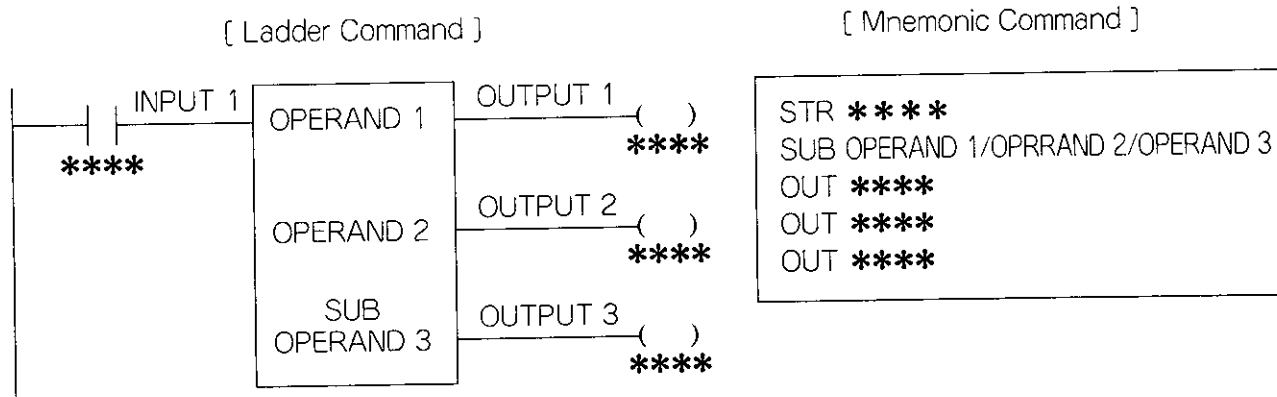 [ Ladder Command ]
INPUT 1
****
OPERAND 1
OPERAND 2
SUB
OPERAND 3
OUTPUT 1
( )
****
OUTPUT 2
( )
****
OUTPUT 3
( )
****
[ Mnemonic Command ]
STR ****
SUB OPERAND 1/OPRRAND 2/OPERAND 3
OUT ****
OUT ****
OUT ****